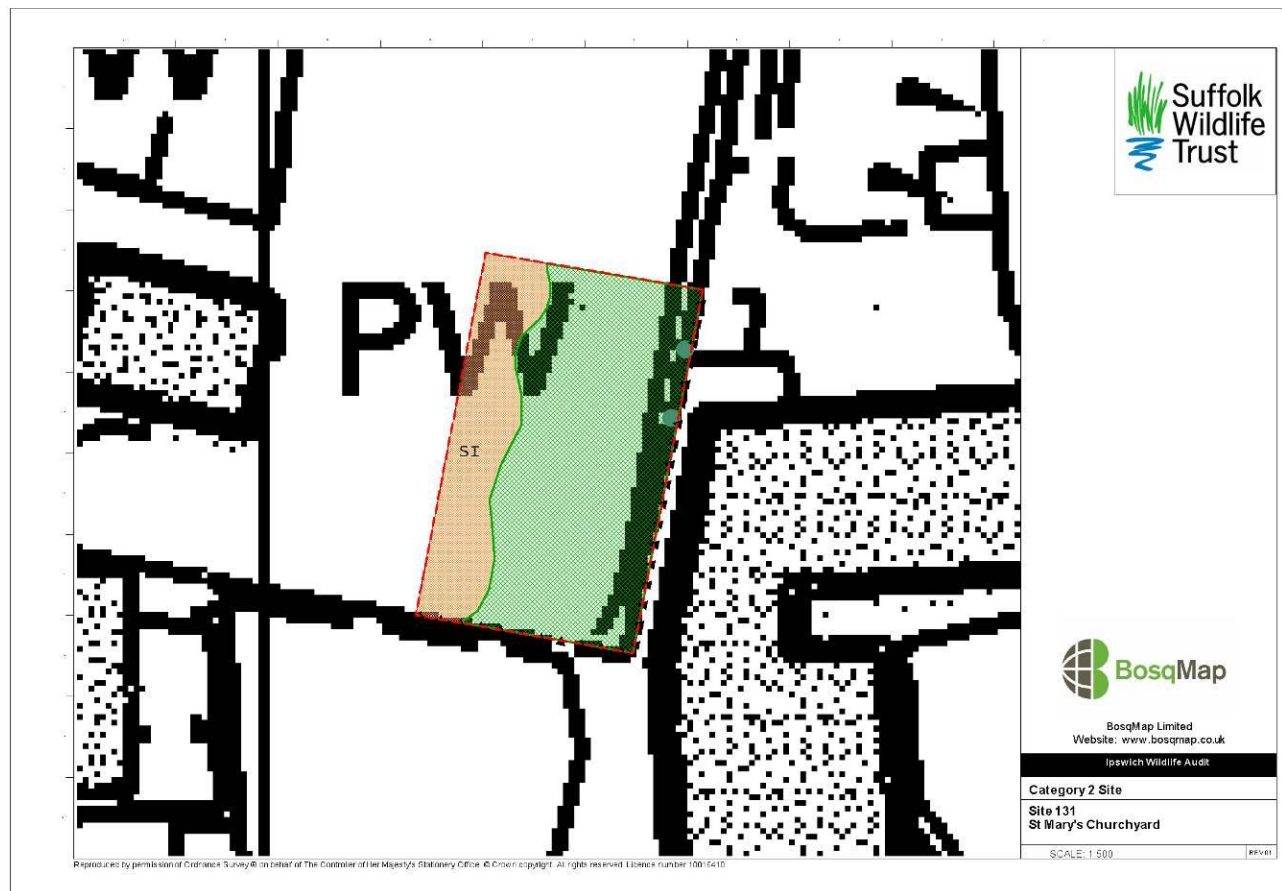 PW
SI
Suffolk
Wildlife
Trust
BosqMap
BosqMap Limited
Website: www.bosqmap.co.uk
Ipswich Wildlife Audit
Category 2 Site
Site 131
St Mary's Churchyard
SCALE: 1:500
REV 01
Reproduced by permission of Ordnance Survey ® on behalf of The Controller of Her Majesty's Stationery Office. © Crown copyright. All rights reserved. Licence number 10016410